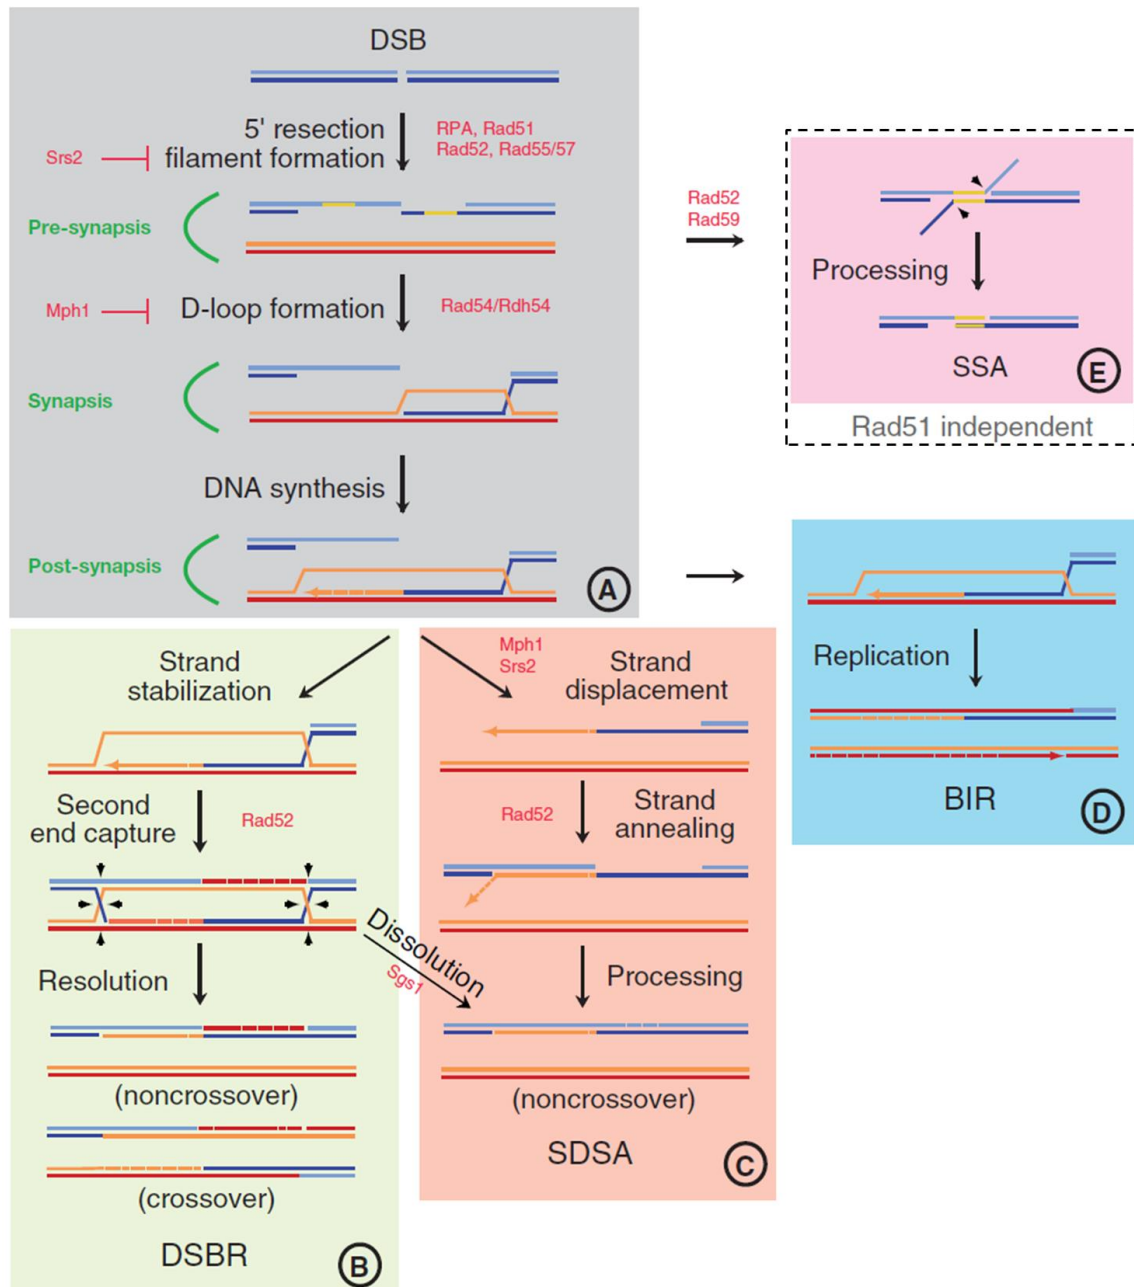 DSB
5' resection
filament formation
RPA, Rad51
Rad52, Rad55/57
Srs2
Pre-synapsis
Mph1
D-loop formation
Rad54/Rdh54
Synapsis
DNA synthesis
Post-synapsis
A
Rad52
Rad59
Processing
SSA
E
Rad51 independent
Replication
BIR
D
Strand
stabilization
Second
end capture
Rad52
Resolution
(noncrossover)
(crossover)
DSBR
B
Dissolution
Sgs1
Mph1
Srs2
Strand
displacement
Rad52
Strand
annealing
Processing
(noncrossover)
SDSA
C